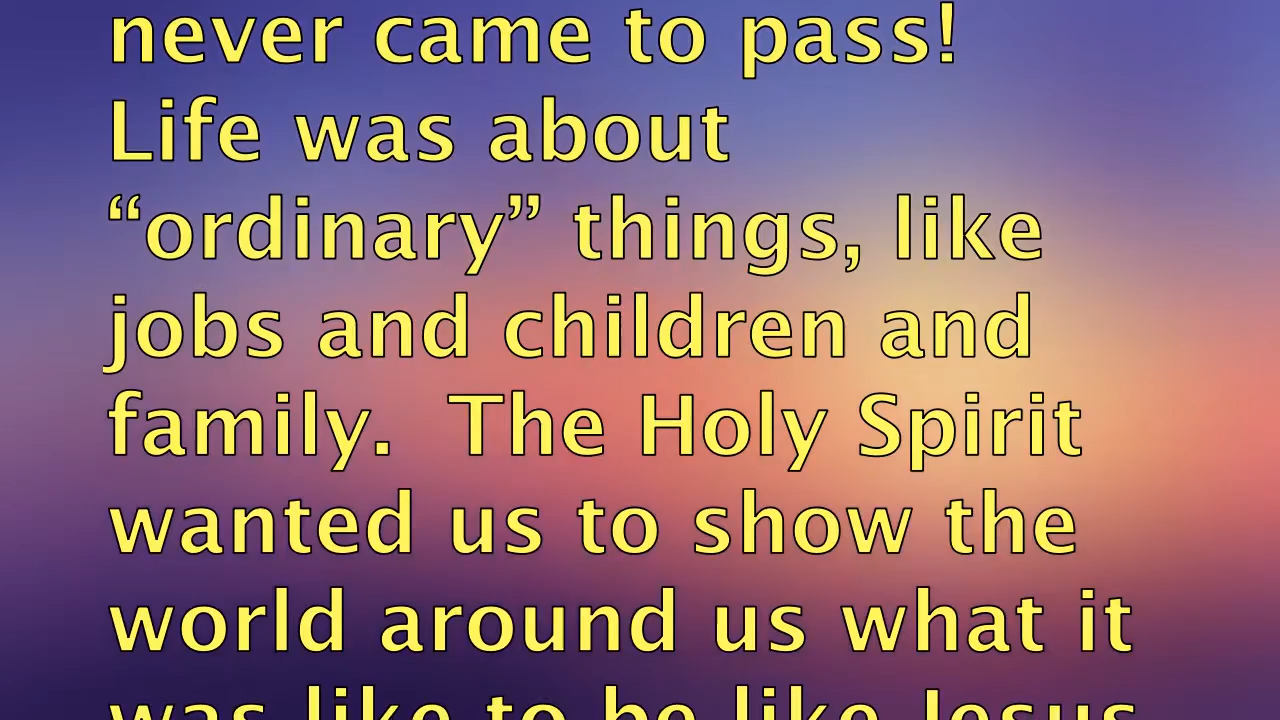 never came to pass!
Life was about
“ordinary” things, like
jobs and children and
family.  The Holy Spirit
wanted us to show the
world around us what it
was like to be like Jesus